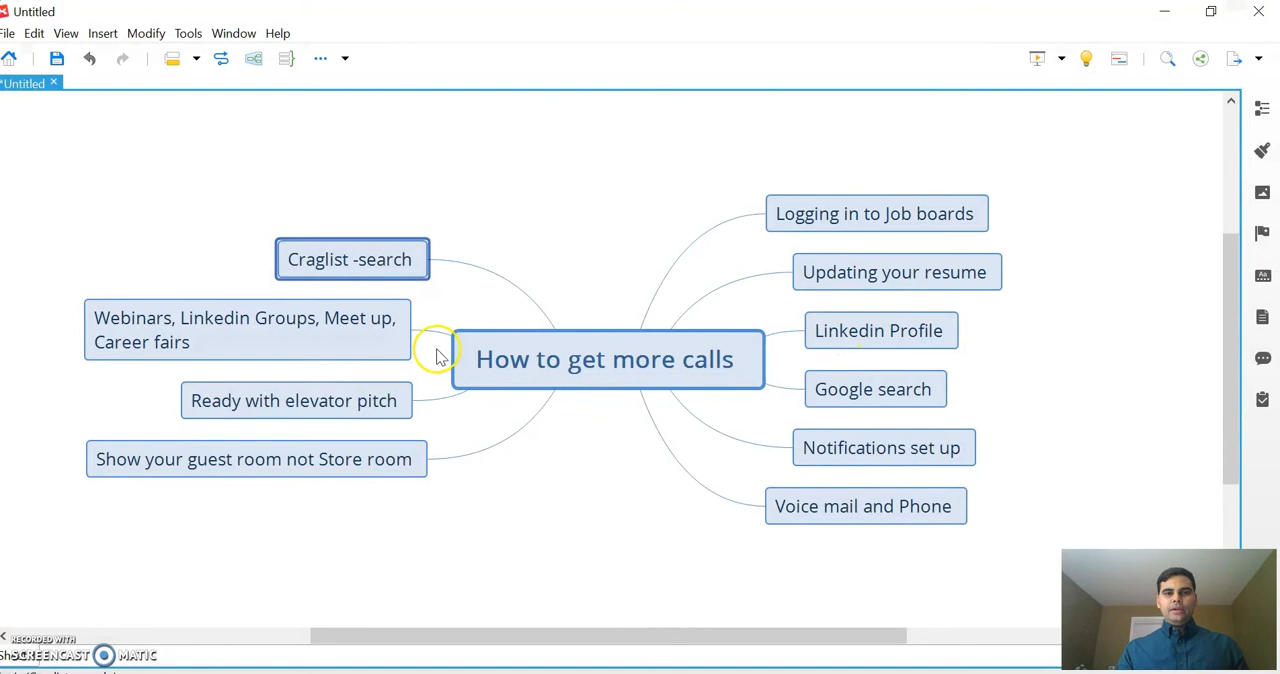 Untitled
File Edit View Insert Modify Tools Window Help
*Untitled
Logging in to Job boards
Craglist -search
Updating your resume
Webinars, Linkedin Groups, Meet up,
Career fairs
Linkedin Profile
How to get more calls
Google search
Ready with elevator pitch
Notifications set up
Show your guest room not Store room
Voice mail and Phone
RECORDED WITH
SCREENCAST MATIC
Aa